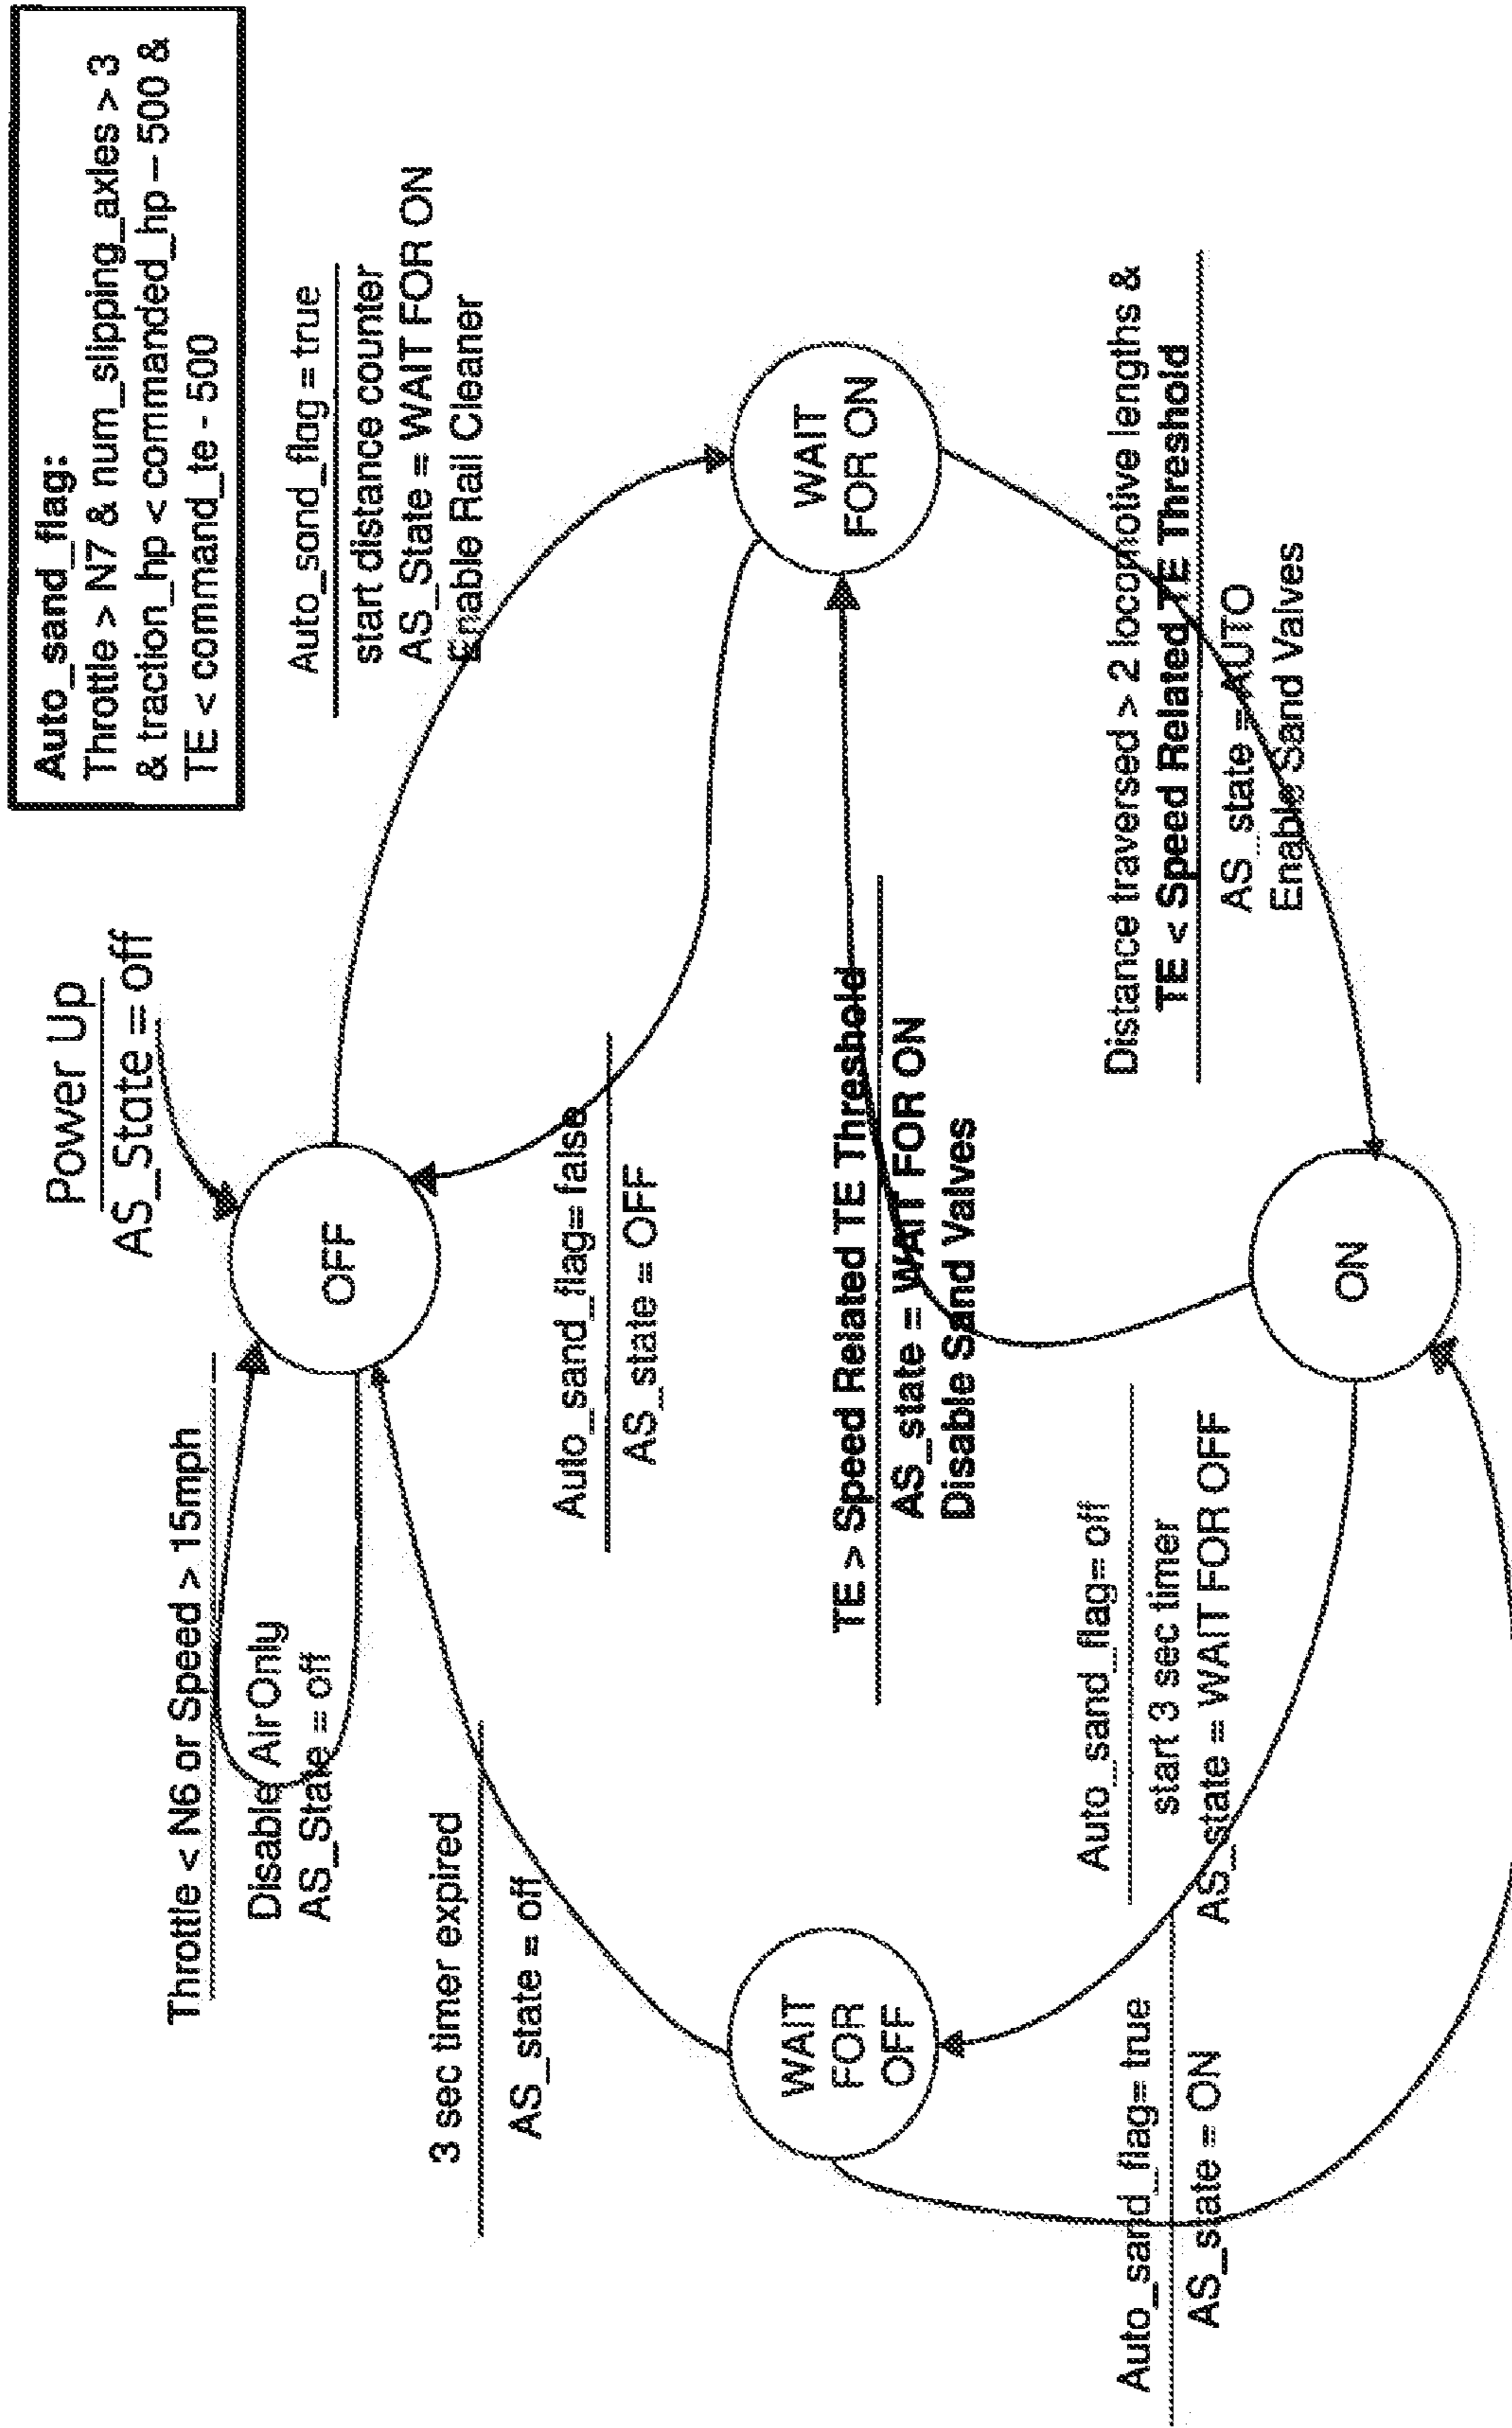 Auto_sand_flag:
Throttle > N7 & num_slipping_axles > 3
& traction_hp < commanded_hp – 500 &
TE < command_te - 500
Power Up
AS_State = off
Throttle < N6 or Speed > 15mph
Disable AirOnly
AS_State = off
OFF
Auto_sand_flag = true
start distance counter
AS_State = WAIT FOR ON
Enable Rail Cleaner
3 sec timer expired
AS_state = off
Auto_sand_flag= false
AS_state = OFF
WAIT
FOR
OFF
WAIT
FOR ON
TE > Speed Related TE Threshold
AS_state = WAIT FOR ON
Disable Sand Valves
Auto_sand_flag= off
start 3 sec timer
AS_state = WAIT FOR OFF
Distance traversed > 2 locomotive lengths &
TE < Speed Related TE Threshold
AS_state = AUTO
Enable Sand Valves
Auto_sand_flag= true
AS_state = ON
ON